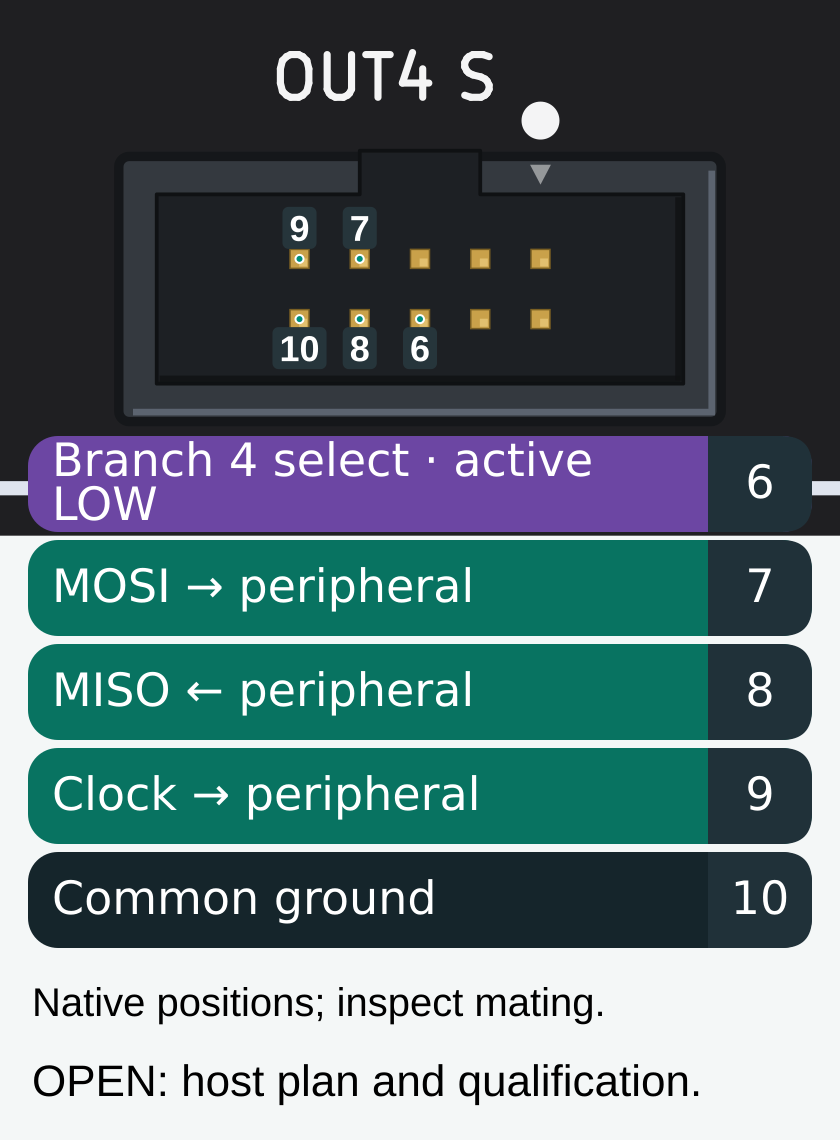 OUT4 S
9 7
10 8 6
Branch 4 select · active
LOW
6
MOSI → peripheral 7
MISO ← peripheral 8
Clock → peripheral 9
Common ground 10
Native positions; inspect mating.
OPEN: host plan and qualification.